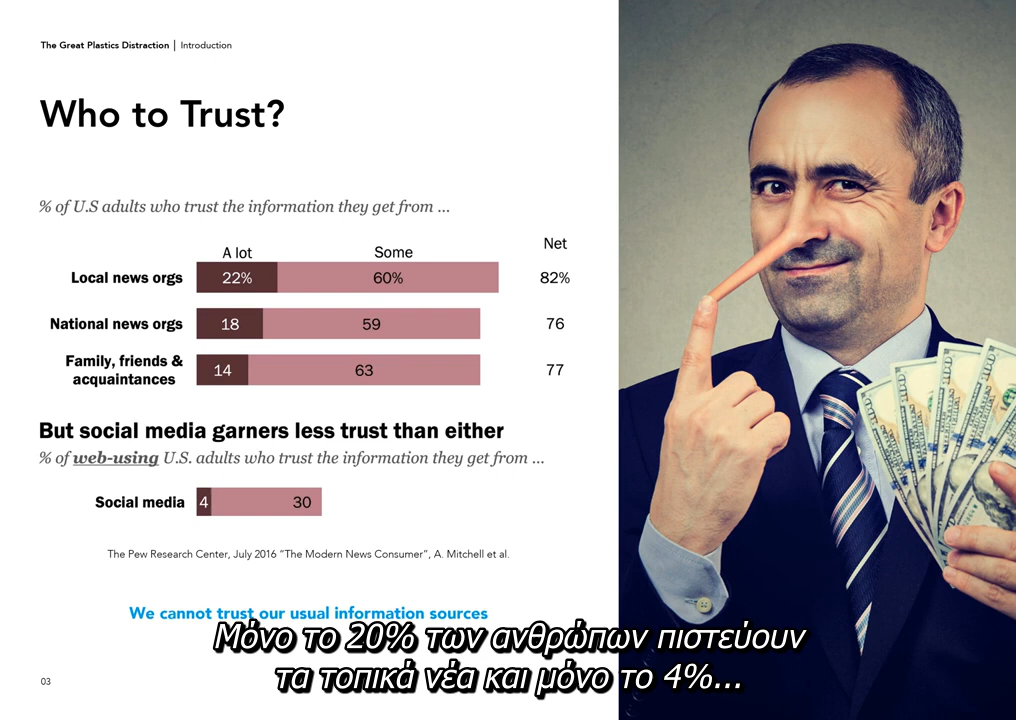 The Great Plastics Distraction | Introduction
Who to Trust?
% of U.S adults who trust the information they get from ...
A lot Some Net
Local news orgs 22% 60% 82%
National news orgs 18 59 76
Family, friends &
acquaintances 14 63 77
But social media garners less trust than either
% of web-using U.S. adults who trust the information they get from ...
Social media 4 30
The Pew Research Center, July 2016 “The Modern News Consumer”, A. Mitchell et al.
We cannot trust our usual information sources
Μόνο το 20% των ανθρώπων πιστεύουν
τα τοπικά νέα και μόνο το 4%...
03